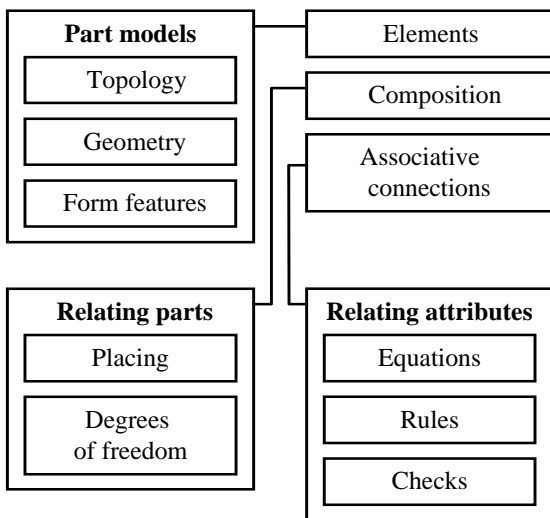 Part models
Topology
Geometry
Form features
Elements
Composition
Associative
connections
Relating parts
Placing
Degrees
of freedom
Relating attributes
Equations
Rules
Checks